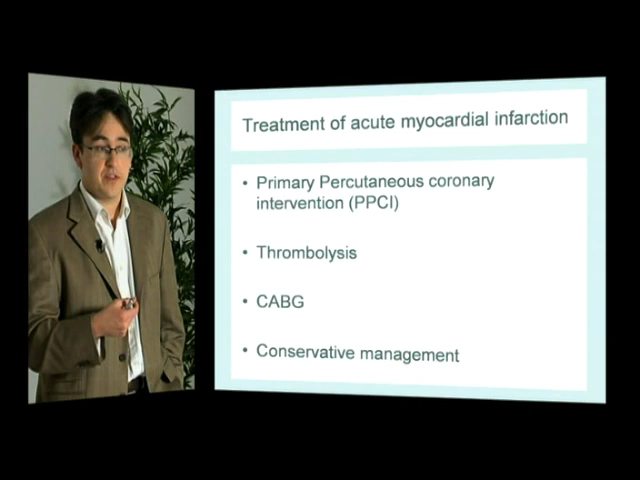 Treatment of acute myocardial infarction
• Primary Percutaneous coronary
intervention (PPCI)
• Thrombolysis
• CABG
• Conservative management